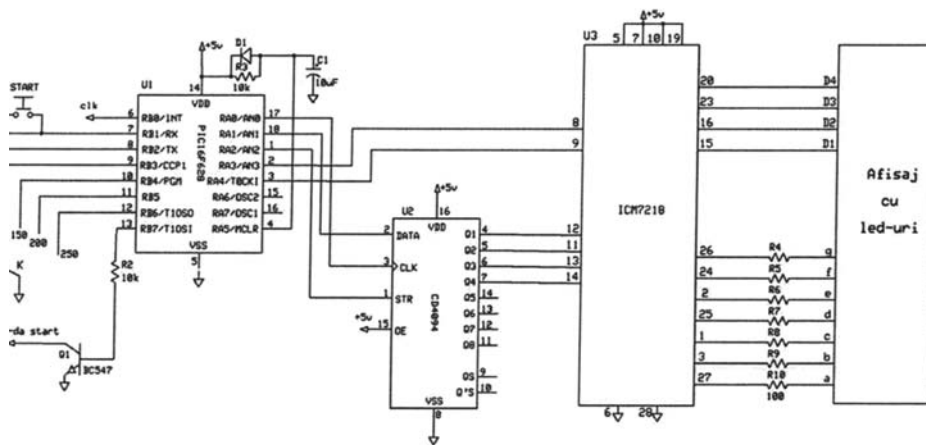 START
clk
U1
+5v
D1
R3
10k
C1
10uF
14
VDD
PIC16F628
6 RB0/INT
7 RB1/RX
8 RB2/TX
9 RB3/CCP1
10 RB4/PGM
11 RB5
12 RB6/T1OSO
13 RB7/T1OSI
RA0/AN0 17
RA1/AN1 18
RA2/AN2 1
RA3/AN3 2
RA4/T0CKI 3
RA6/OSC2 15
RA7/OSC1 16
RA5/MCLR 4
VSS
5
150
200
250
K
R2
10k
da start
Q1
BC547
U2
+5v
16
VDD
CD4094
2 DATA
3 CLK
1 STR
+5v 15 OE
Q1 4
Q2 5
Q3 6
Q4 7
Q5 14
Q6 13
Q7 12
Q8 11
QS 9
Q'S 10
VSS
8
U3
+5v
5 7 10 19
8
9
12
11
13
14
ICM7218
20 D4
23 D3
16 D2
15 D1
26 R4 g
24 R5 f
2 R6 e
25 R7 d
1 R8 c
3 R9 b
27 R10 a
100
6 28
Afisaj
cu
led-uri